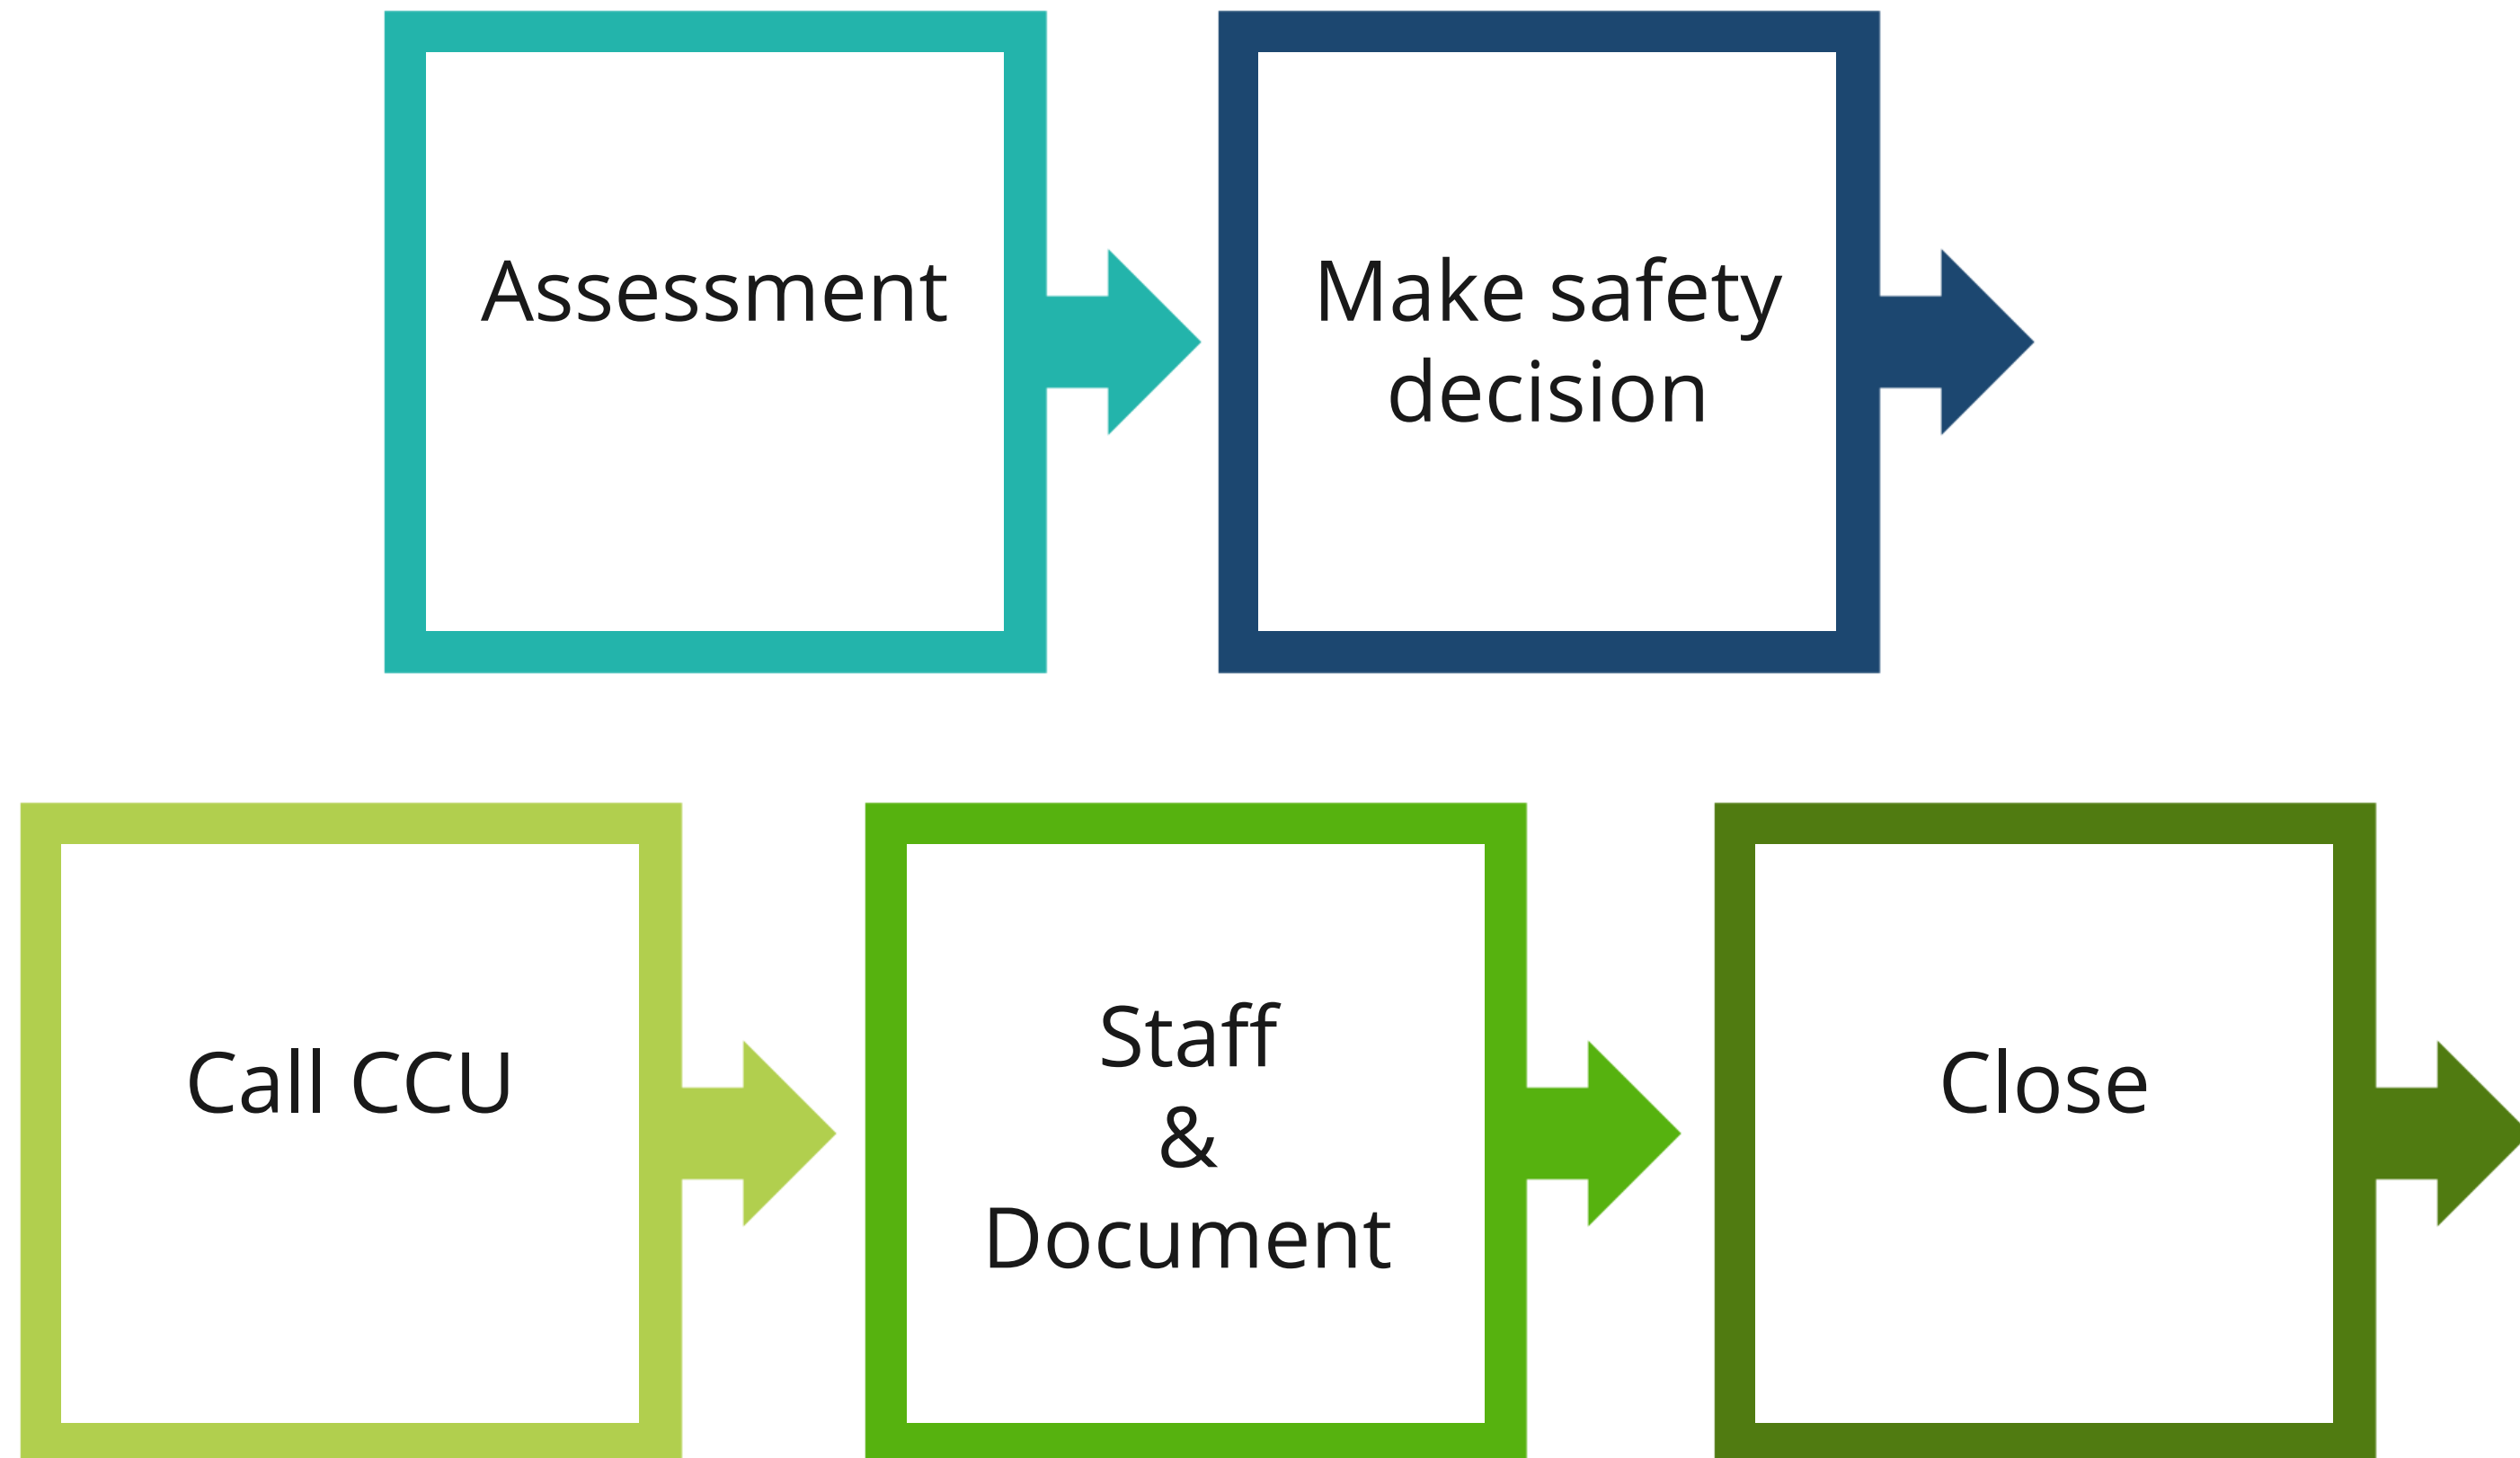 Assessment
Make safety
decision
Call CCU
Staff
&
Document
Close